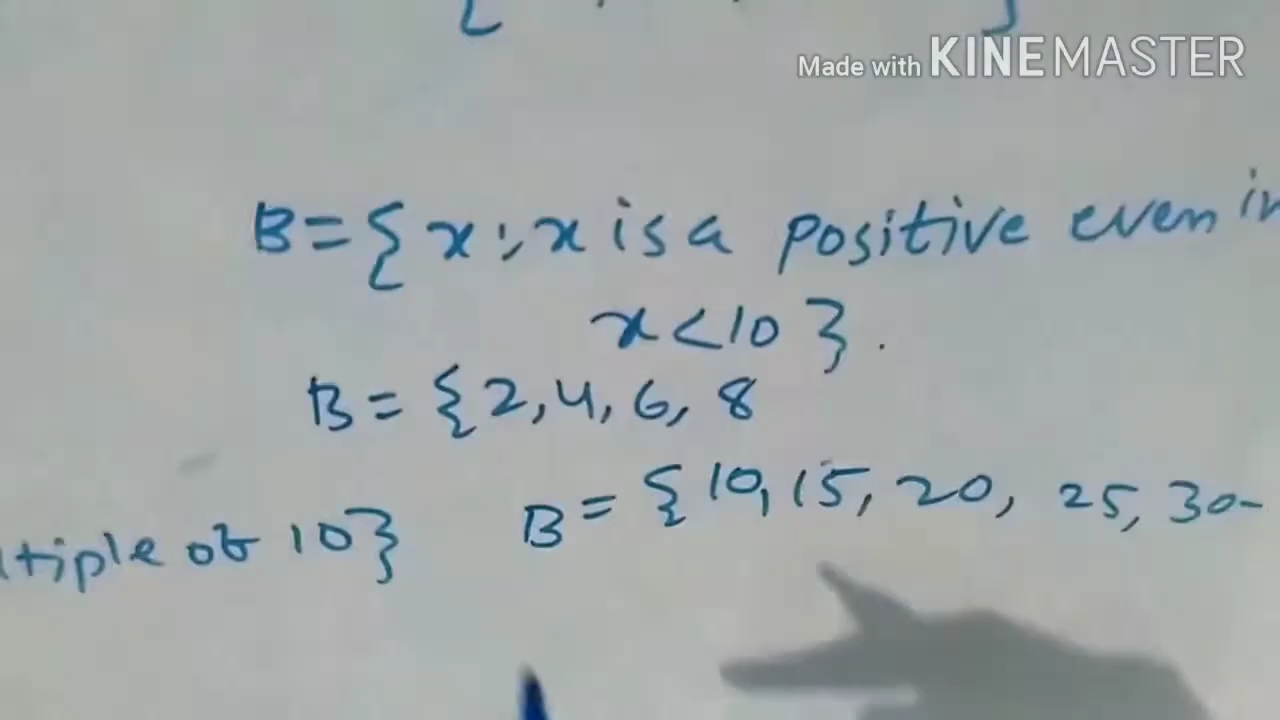 Made with KINEMASTER
B = { x : x is a positive even in
x < 10 } .
B = { 2, 4, 6, 8
B = { 10, 15, 20, 25, 30-
tiple of 10 }